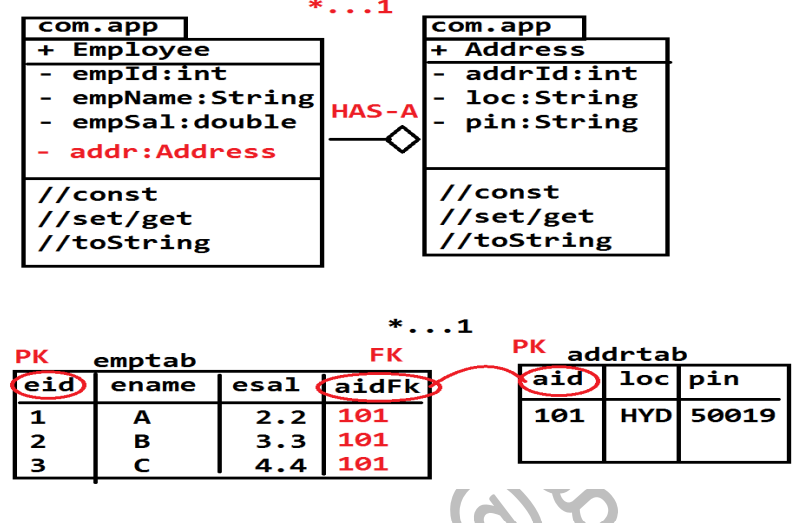 *...1
com.app
+ Employee
- empId:int
- empName:String
- empSal:double
- addr:Address
//const
//set/get
//toString
HAS-A
com.app
+ Address
- addrId:int
- loc:String
- pin:String
//const
//set/get
//toString
*...1
PK emptab FK
eid ename esal aidFk
1 A 2.2 101
2 B 3.3 101
3 C 4.4 101
PK addrtab
aid loc pin
101 HYD 50019